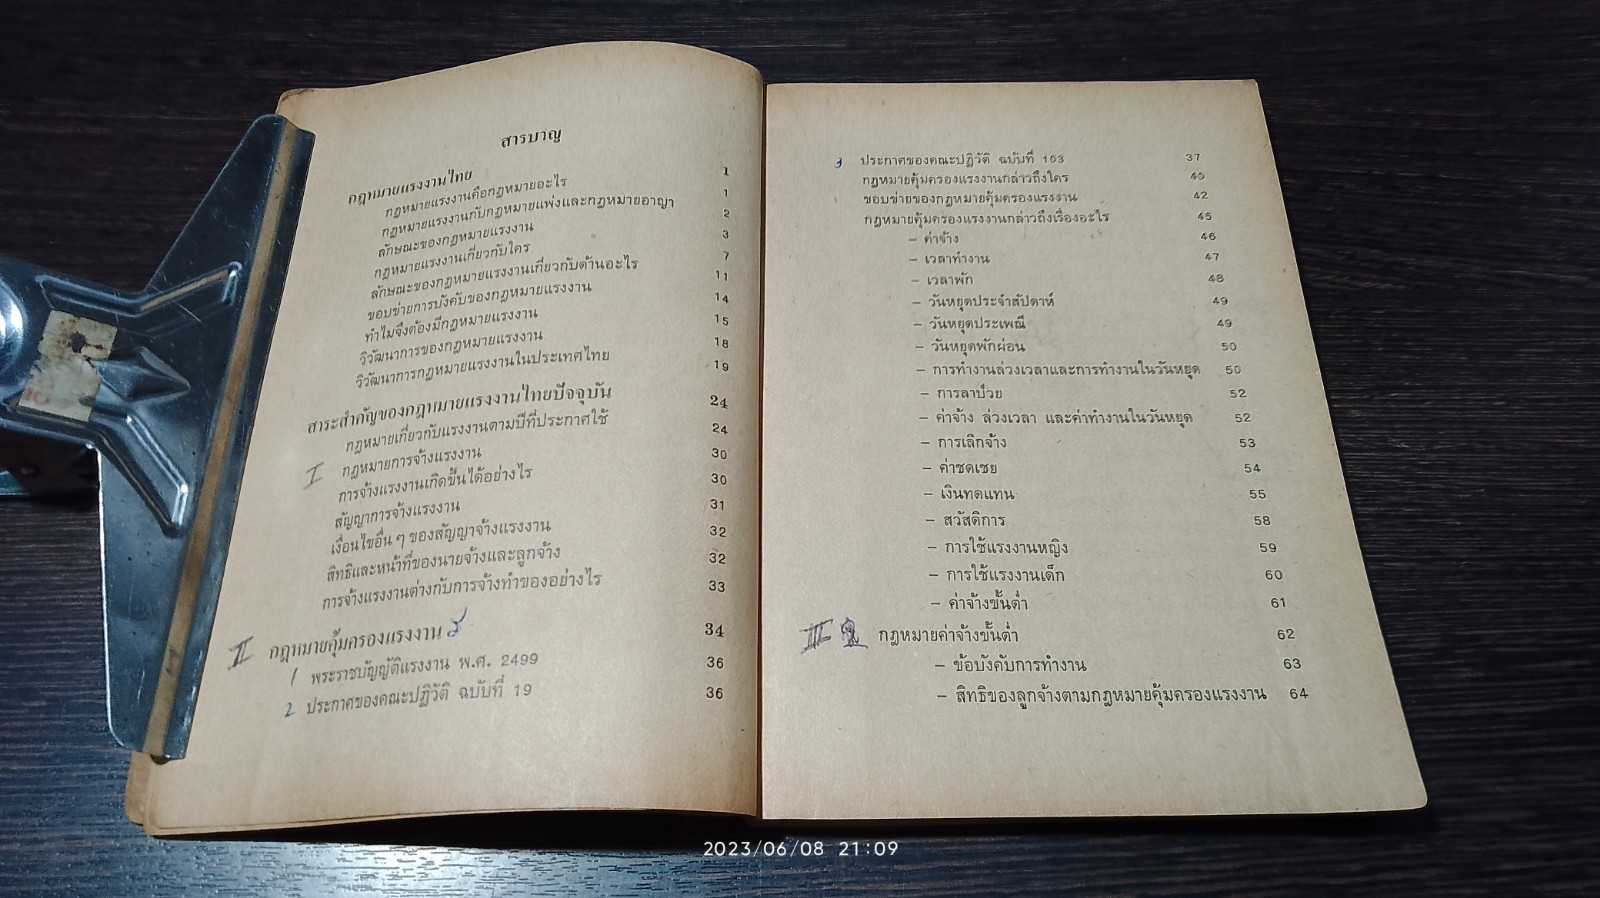 สารบาญ
กฎหมายแรงงานไทย 1
กฎหมายแรงงานคือกฎหมายอะไร 1
กฎหมายแรงงานกับกฎหมายแพ่งและกฎหมายอาญา 2
ลักษณะของกฎหมายแรงงาน 3
กฎหมายแรงงานเกี่ยวกับใคร 7
ลักษณะของกฎหมายแรงงานเกี่ยวกับด้านอะไร 11
ขอบข่ายการบังคับของกฎหมายแรงงาน 14
ทำไมจึงต้องมีกฎหมายแรงงาน 15
วิวัฒนาการของกฎหมายแรงงาน 18
วิวัฒนาการกฎหมายแรงงานในประเทศไทย 19
สาระสำคัญของกฎหมายแรงงานไทยปัจจุบัน 24
กฎหมายเกี่ยวกับแรงงานตามปีที่ประกาศใช้ 24
I กฎหมายการจ้างแรงงาน 30
การจ้างแรงงานเกิดขึ้นได้อย่างไร 30
สัญญาการจ้างแรงงาน 31
เงื่อนไขอื่น ๆ ของสัญญาจ้างแรงงาน 32
สิทธิและหน้าที่ของนายจ้างและลูกจ้าง 32
การจ้างแรงงานต่างกับการจ้างทำของอย่างไร 33
II กฎหมายคุ้มครองแรงงาน 34
1 พระราชบัญญัติแรงงาน พ.ศ. 2499 36
2 ประกาศของคณะปฏิวัติ ฉบับที่ 19 36
3 ประกาศของคณะปฏิวัติ ฉบับที่ 103 37
กฎหมายคุ้มครองแรงงานกล่าวถึงใคร 40
ขอบข่ายของกฎหมายคุ้มครองแรงงาน 42
กฎหมายคุ้มครองแรงงานกล่าวถึงเรื่องอะไร 45
– ค่าจ้าง 46
– เวลาทำงาน 47
– เวลาพัก 48
– วันหยุดประจำสัปดาห์ 49
– วันหยุดประเพณี 49
– วันหยุดพักผ่อน 50
– การทำงานล่วงเวลาและการทำงานในวันหยุด 50
– การลาป่วย 52
– ค่าจ้าง ล่วงเวลา และค่าทำงานในวันหยุด 52
– การเลิกจ้าง 53
– ค่าชดเชย 54
– เงินทดแทน 55
– สวัสดิการ 58
– การใช้แรงงานหญิง 59
– การใช้แรงงานเด็ก 60
– ค่าจ้างขั้นต่ำ 61
III กฎหมายค่าจ้างขั้นต่ำ 62
– ข้อบังคับการทำงาน 63
– สิทธิของลูกจ้างตามกฎหมายคุ้มครองแรงงาน 64
2023/06/08 21:09